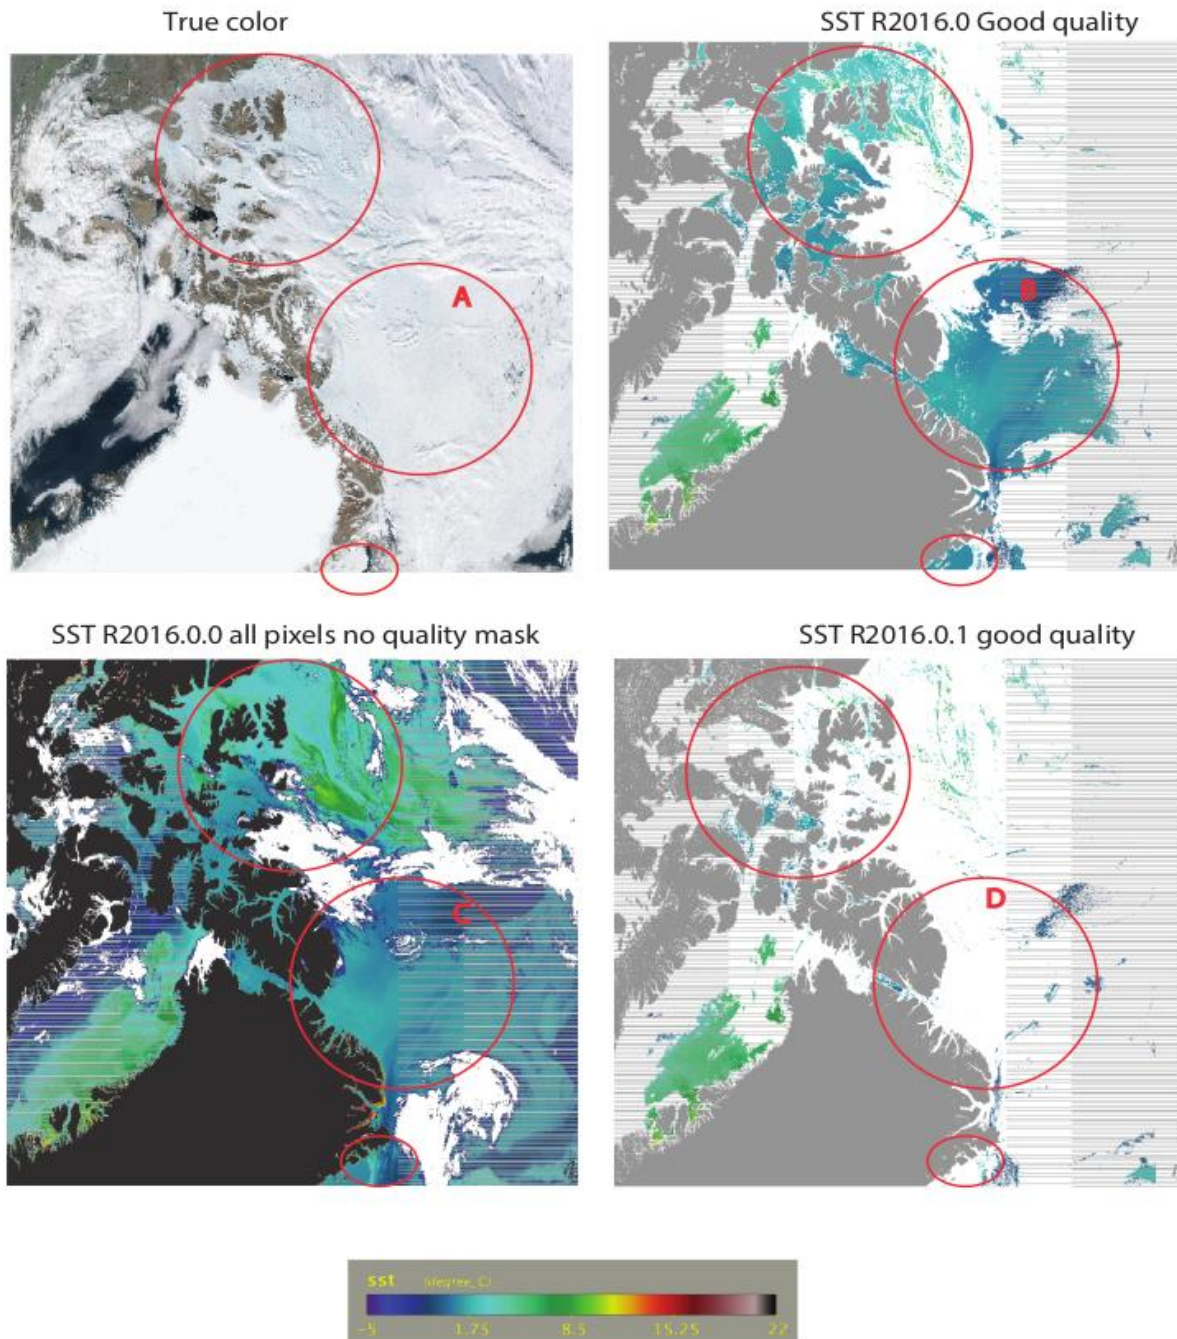 True color
SST R2016.0 Good quality
A
B
SST R2016.0.0 all pixels no quality mask
SST R2016.0.1 good quality
C
D
sst (degree_C)
-5 1.75 8.5 15.25 22